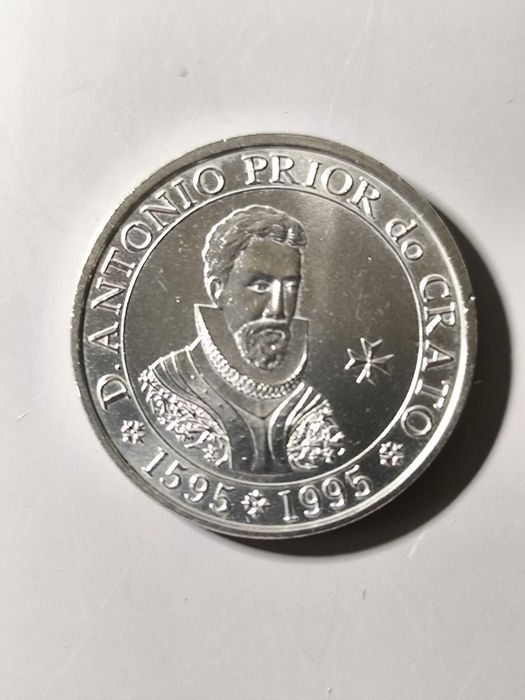 D. ANTONIO PRIOR do CRATO
1595 1995